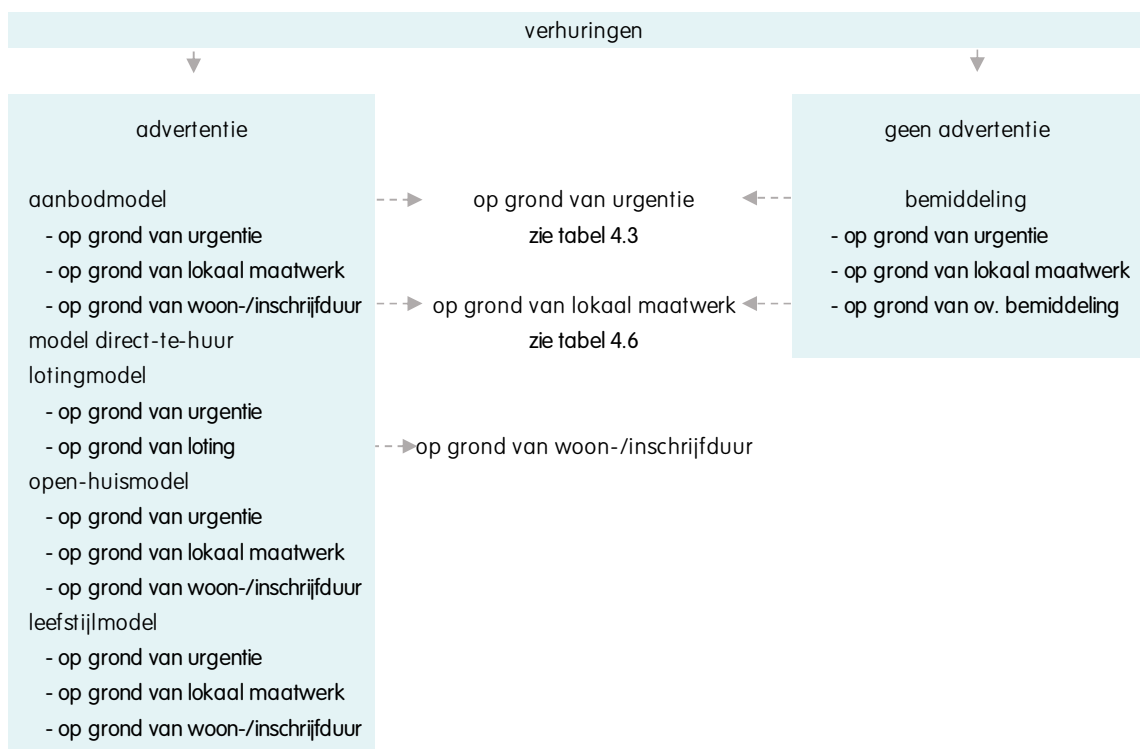 verhuringen
advertentie
aanbodmodel
- op grond van urgentie
- op grond van lokaal maatwerk
- op grond van woon-/inschrijfduur
model direct-te-huur
lotingmodel
- op grond van urgentie
- op grond van loting
open-huismodel
- op grond van urgentie
- op grond van lokaal maatwerk
- op grond van woon-/inschrijfduur
leefstijlmodel
- op grond van urgentie
- op grond van lokaal maatwerk
- op grond van woon-/inschrijfduur
op grond van urgentie
zie tabel 4.3
op grond van lokaal maatwerk
zie tabel 4.6
op grond van woon-/inschrijfduur
geen advertentie
bemiddeling
- op grond van urgentie
- op grond van lokaal maatwerk
- op grond van ov. bemiddeling